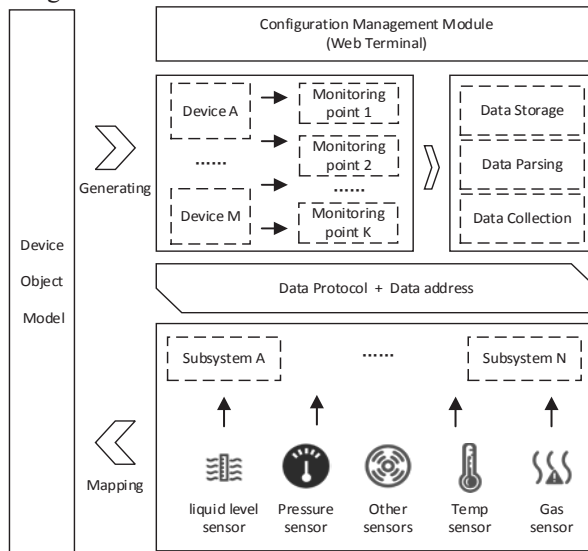 Configuration Management Module
(Web Terminal)
Device A
Monitoring
point 1
Data Storage
......
Monitoring
point 2
Data Parsing
Generating
......
Device M
Monitoring
point K
Data Collection
Device
Object
Model
Data Protocol + Data address
Subsystem A
......
Subsystem N
Mapping
liquid level
sensor
Pressure
sensor
Other
sensors
Temp
sensor
Gas
sensor